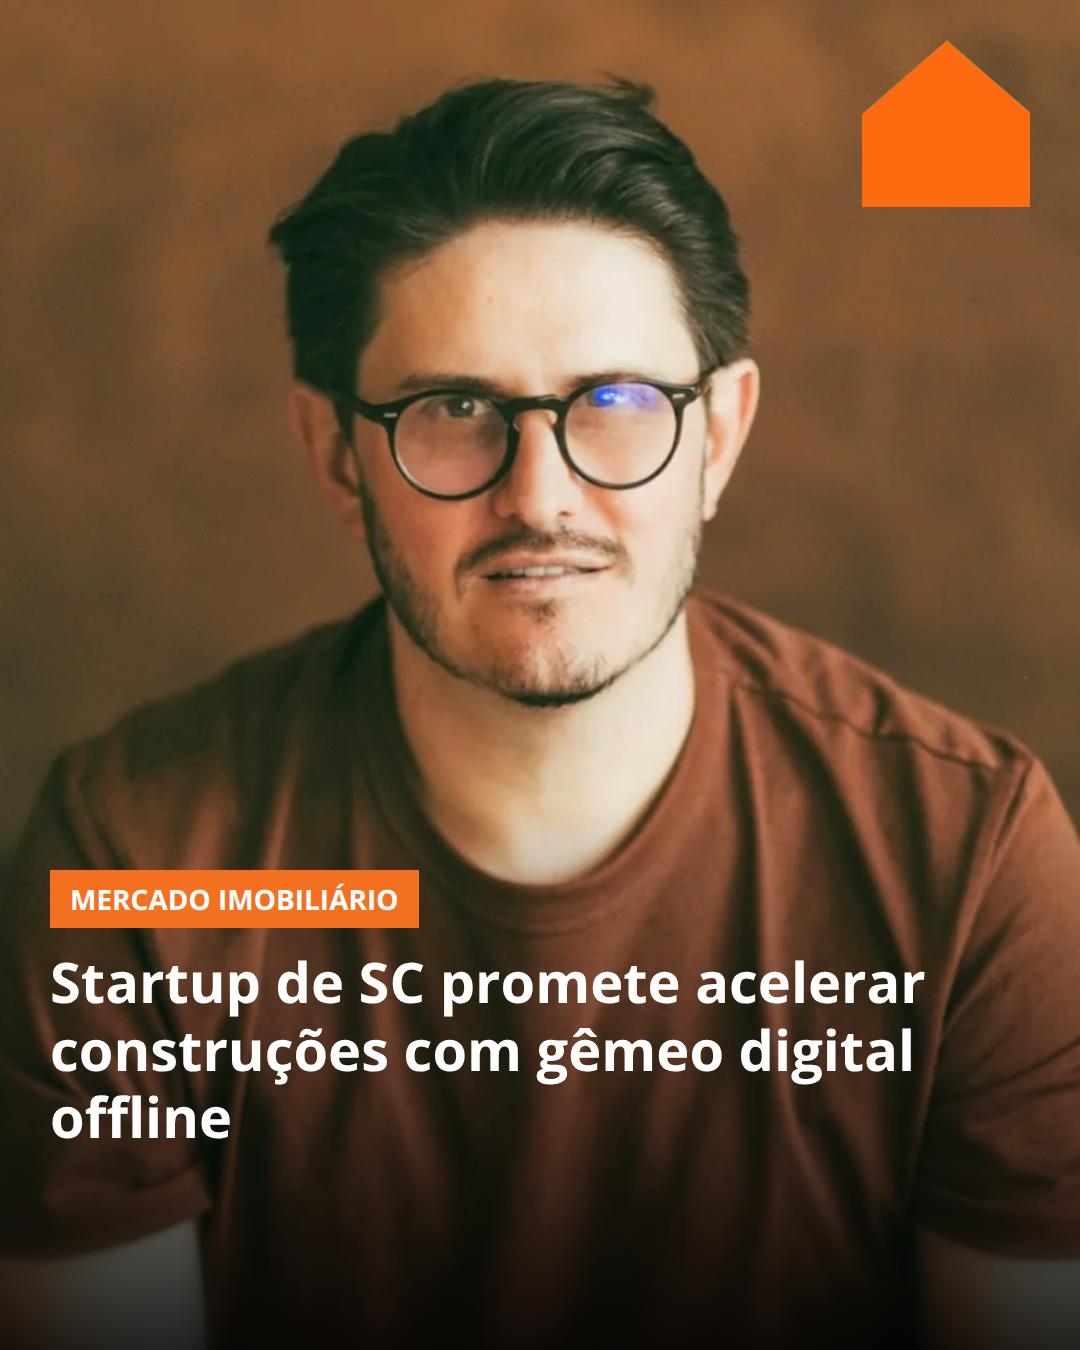 MERCADO IMOBILIÁRIO
Startup de SC promete acelerar
construções com gêmeo digital
offline